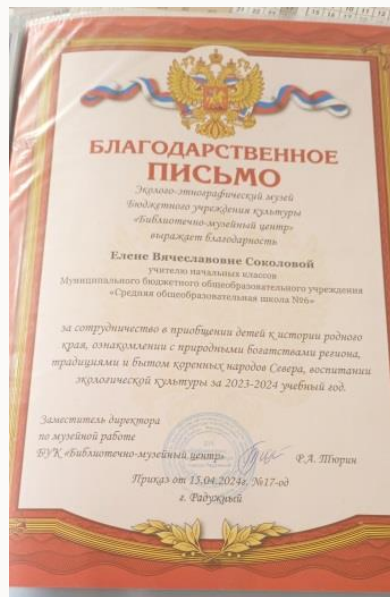 БЛАГОДАРСТВЕННОЕ
ПИСЬМО
Эколого-этнографический музей
Бюджетного учреждения культуры
«Библиотечно-музейный центр»
выражает благодарность
Елене Вячеславовне Соколовой
учителю начальных классов
Муниципального бюджетного общеобразовательного учреждения
«Средняя общеобразовательная школа №6»
за сотрудничество в приобщении детей к истории родного
края, ознакомлении с природными богатствами региона,
традициями и бытом коренных народов Севера, воспитании
экологической культуры за 2023-2024 учебный год.
Заместитель директора
по музейной работе
БУК «Библиотечно-музейный центр» Р.А. Тюрин
Приказ от 15.04.2024г. №17-од
г. Радужный